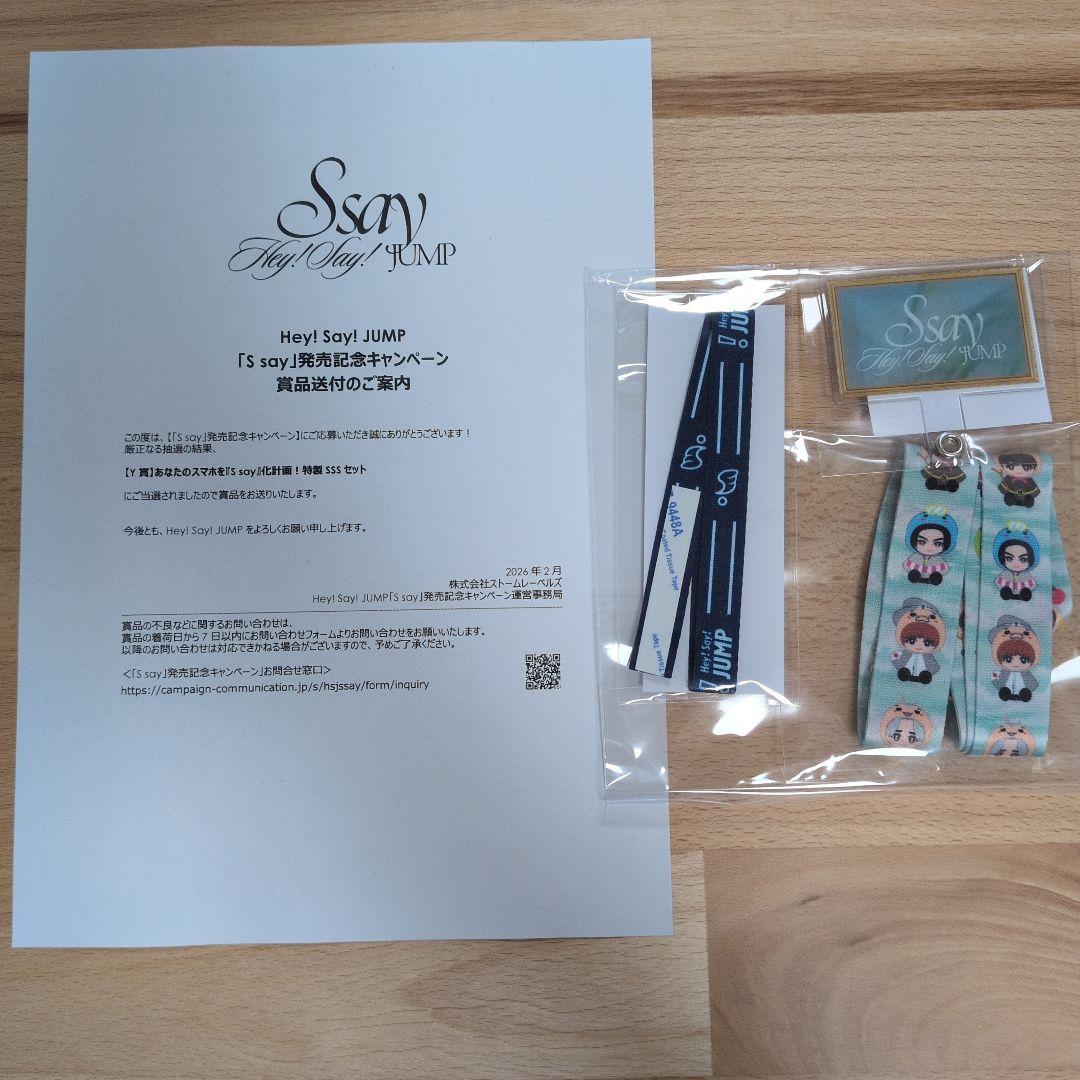 Ssay
Hey! Say! JUMP
Hey! Say! JUMP
「S say」発売記念キャンペーン
賞品送付のご案内
この度は、【「S say」発売記念キャンペーン】にご応募いただき誠にありがとうございます！
厳正なる抽選の結果、
【Y 賞】あなたのスマホを『S say』化計画！特製 SSS セット
にご当選されましたので賞品をお送りいたします。
今後とも、Hey! Say! JUMP をよろしくお願い申し上げます。
2026 年 2 月
株式会社ストームレーベルズ
Hey! Say! JUMP「S say」発売記念キャンペーン運営事務局
賞品の不良などに関するお問い合わせは、
賞品の着荷日から 7 日以内にお問い合わせフォームよりお問い合わせをお願いいたします。
以降のお問い合わせは対応できかねる場合がございますので、予めご了承ください。
＜「S say」発売記念キャンペーン」お問合せ窓口＞
https://campaign-communication.jp/s/hsjssay/form/inquiry
Ssay
Hey! Say! JUMP
Hey!
JU
9448A
Coated Tissue Tape
Tissue Tape
Hey! Say!
JUMP